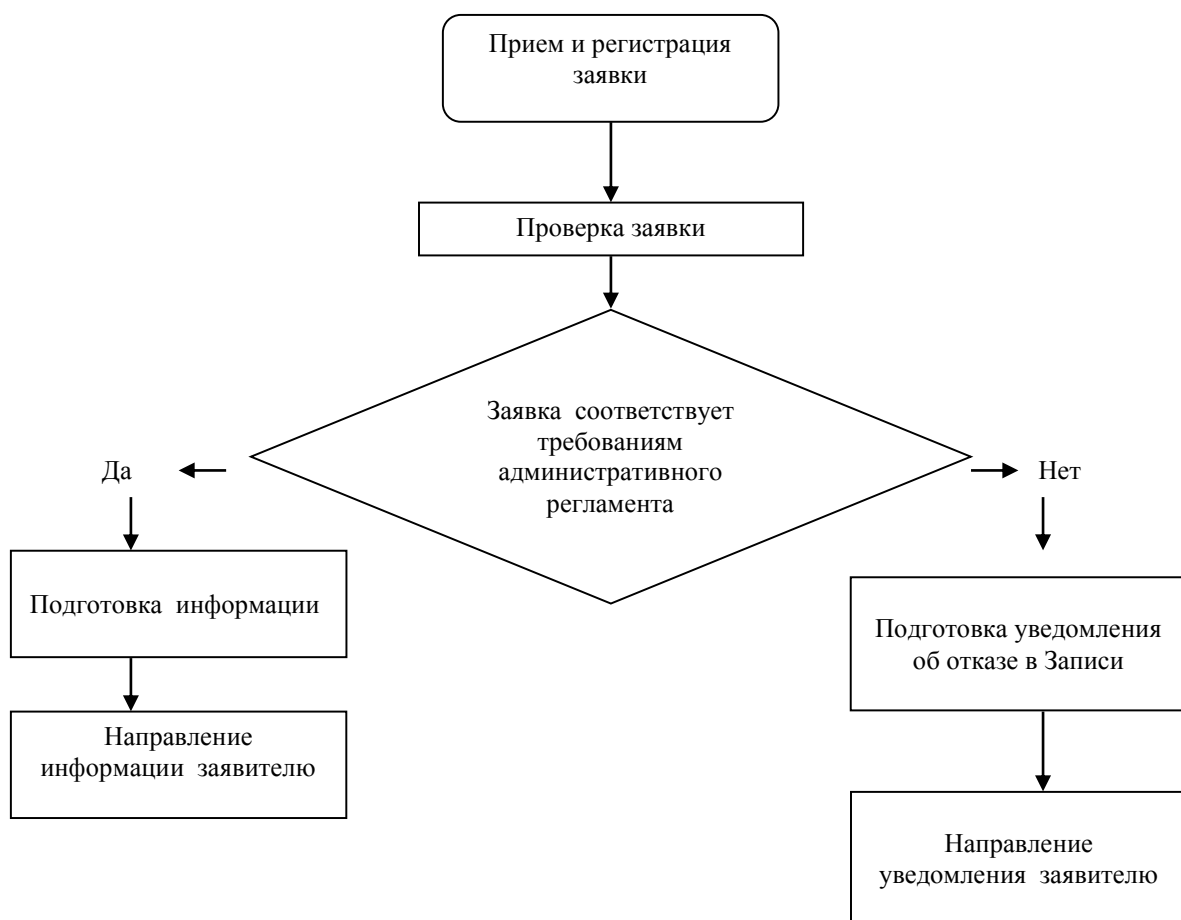 Прием и регистрация
заявки
Проверка заявки
Заявка соответствует
требованиям
административного
регламента
Да
Нет
Подготовка информации
Подготовка уведомления
об отказе в Записи
Направление
информации заявителю
Направление
уведомления заявителю